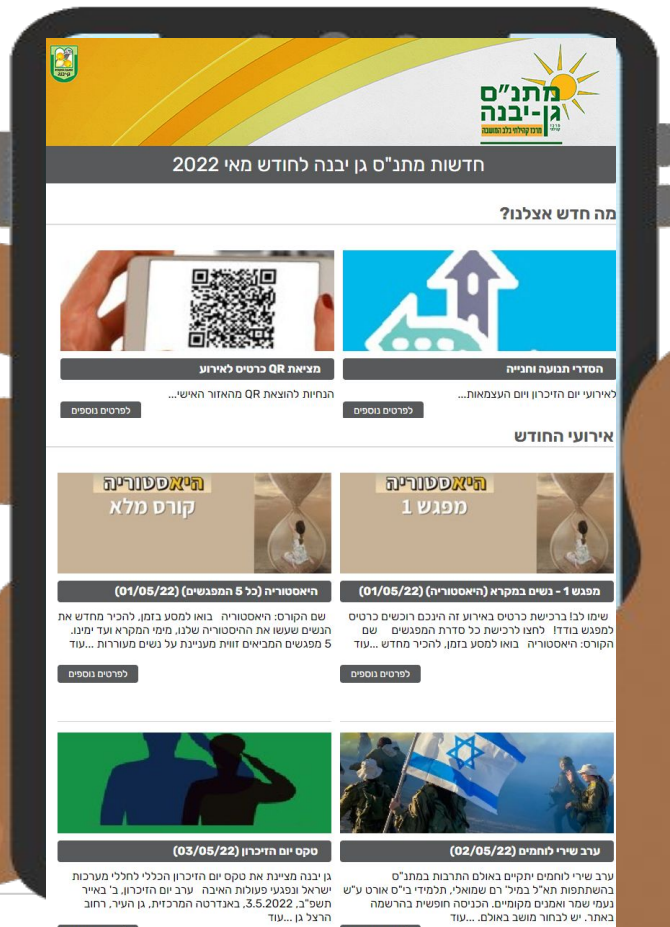 מתנ"ס
גן-יבנה
מרכז קהילתי בלב המושבה
חדשות מתנ"ס גן יבנה לחודש מאי 2022
מה חדש אצלנו?
הסדרי תנועה וחנייה
לאירועי יום הזיכרון ויום העצמאות...
לפרטים נוספים
מציאת QR כרטיס לאירוע
הנחיות להוצאת QR מהאזור האישי...
לפרטים נוספים
אירועי החודש
היאסטוריה
מפגש 1
מפגש 1 - נשים במקרא (היאסטוריה) (01/05/22)
שימו לב! ברכישת כרטיס באירוע זה הינכם רוכשים כרטיס
למפגש בודד! לחצו לרכישת כל סדרת המפגשים שם
הקורס: היאסטוריה בואו למסע בזמן, להכיר מחדש ...עוד
לפרטים נוספים
היאסטוריה
קורס מלא
היאסטוריה (כל 5 המפגשים) (01/05/22)
שם הקורס: היאסטוריה בואו למסע בזמן, להכיר מחדש את
הנשים שעשו את ההיסטוריה שלנו, מימי המקרא ועד ימינו.
5 מפגשים המביאים זווית מעניינת על נשים מעוררות ...עוד
לפרטים נוספים
ערב שירי לוחמים (02/05/22)
ערב שירי לוחמים יתקיים באולם התרבות במתנ"ס
בהשתתפות תא"ל במיל' רם שמואלי, תלמידי בי"ס אורט ע"ש
נעמי שמר ואמנים מקומיים. הכניסה חופשית בהרשמה
באתר. יש לבחור מושב באולם. ...עוד
טקס יום הזיכרון (03/05/22)
גן יבנה מציינת את טקס יום הזיכרון הכללי לחללי מערכות
ישראל ונפגעי פעולות האיבה ערב יום הזיכרון, ב' באייר
תשפ"ב, 3.5.2022, באנדרטה המרכזית, גן העיר, רחוב
הרצל גן ...עוד